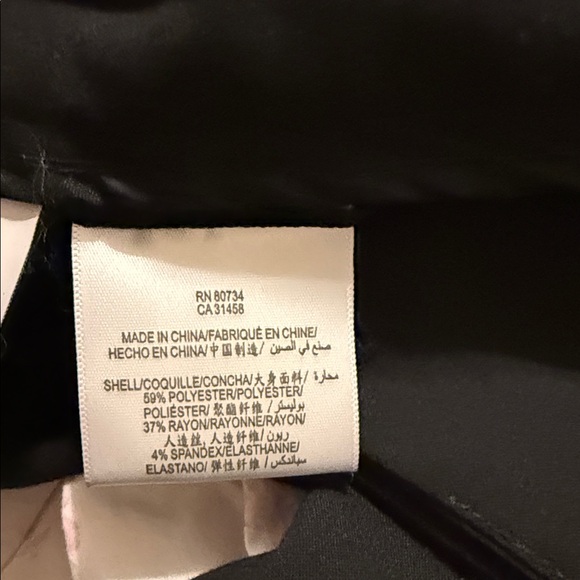 RN 80734
CA 31458
MADE IN CHINA/FABRIQUÉ EN CHINE/
HECHO EN CHINA/中国制造/ صنع في الصين/
SHELL/COQUILLE/CONCHA/大身面料/ محارة/
59% POLYESTER/POLYESTER/
POLIÉSTER/ 聚酯纤维 /بوليستر
37% RAYON/RAYONNE/RAYON/
人造丝, 人造纤维 /ريون
4% SPANDEX/ELASTHANNE/
ELASTANO/ 弹性纤维 /سباندكس